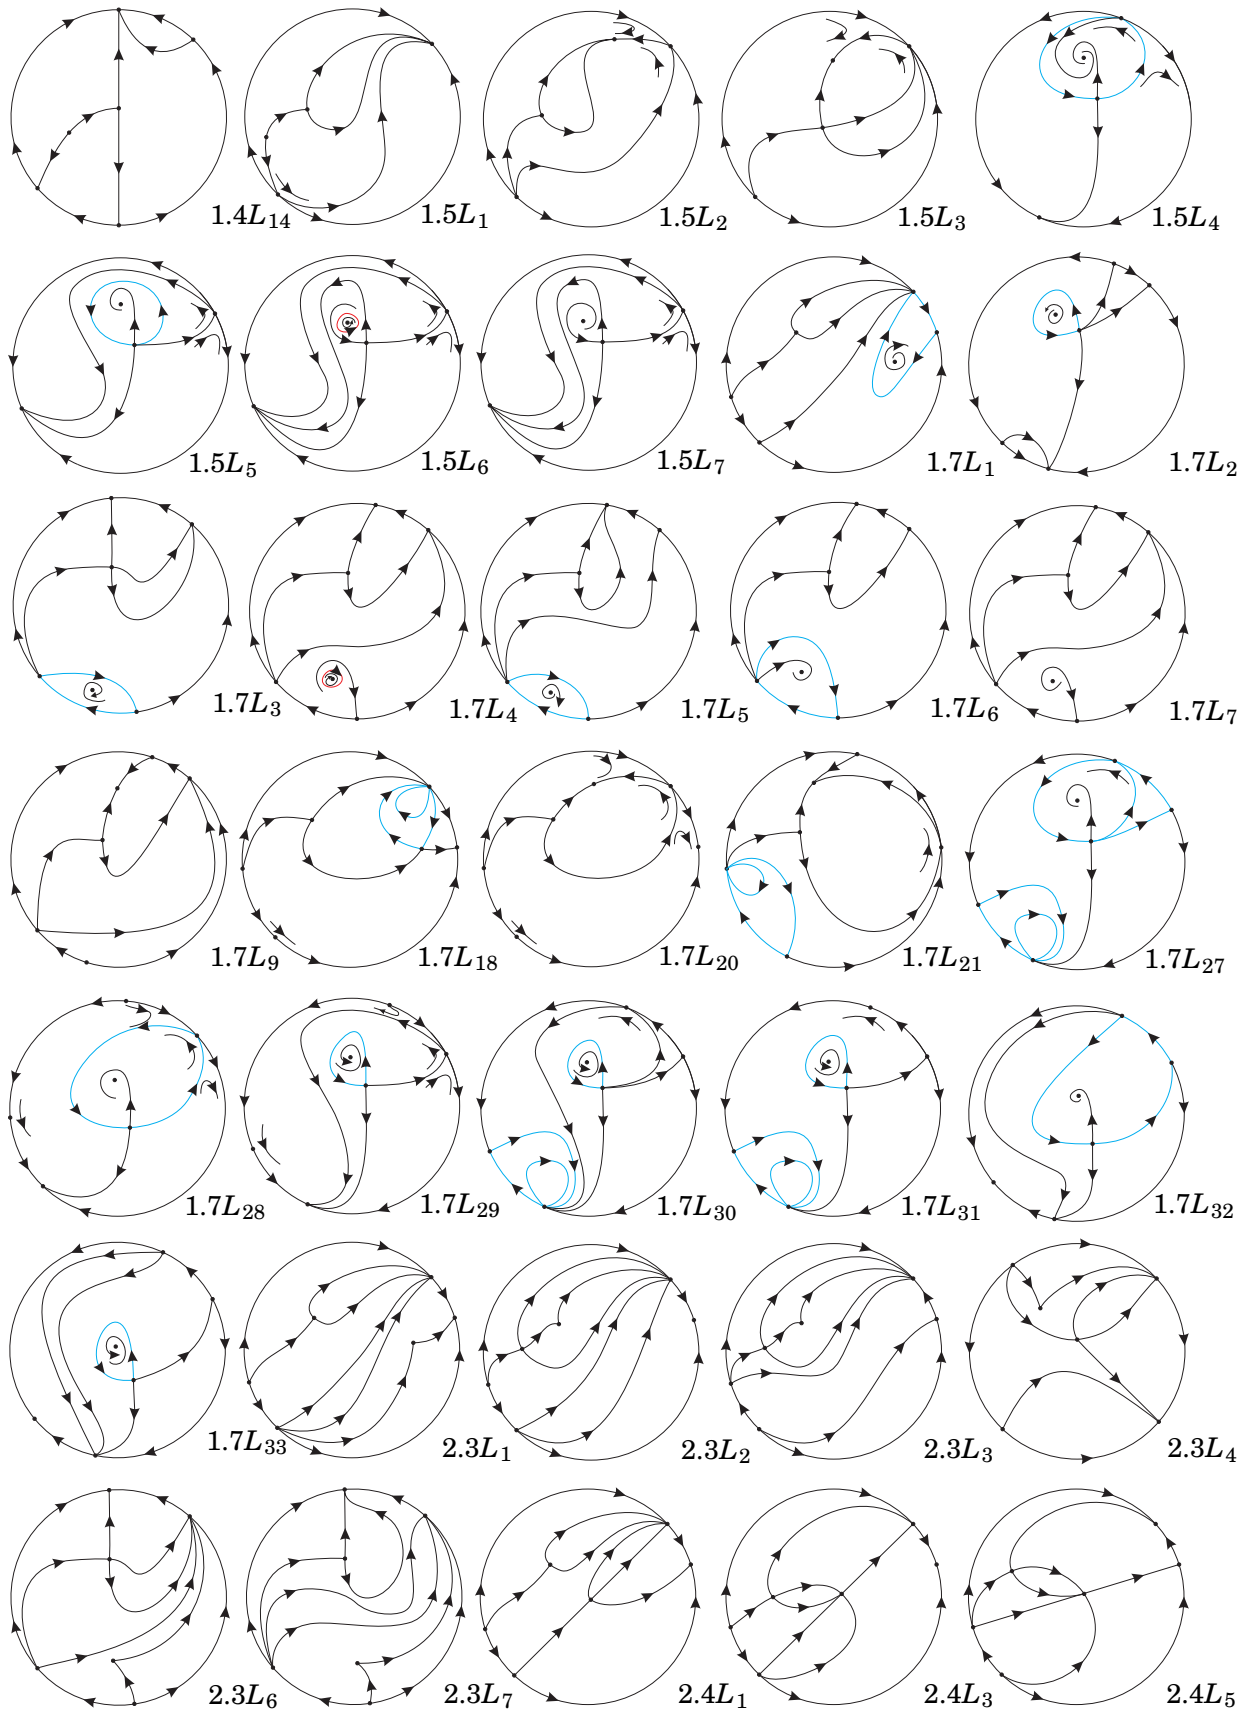 1.4L₁₄ 1.5L₁ 1.5L₂ 1.5L₃ 1.5L₄
1.5L₅ 1.5L₆ 1.5L₇ 1.7L₁ 1.7L₂
1.7L₃ 1.7L₄ 1.7L₅ 1.7L₆ 1.7L₇
1.7L₉ 1.7L₁₈ 1.7L₂₀ 1.7L₂₁ 1.7L₂₇
1.7L₂₈ 1.7L₂₉ 1.7L₃₀ 1.7L₃₁ 1.7L₃₂
1.7L₃₃ 2.3L₁ 2.3L₂ 2.3L₃ 2.3L₄
2.3L₆ 2.3L₇ 2.4L₁ 2.4L₃ 2.4L₅